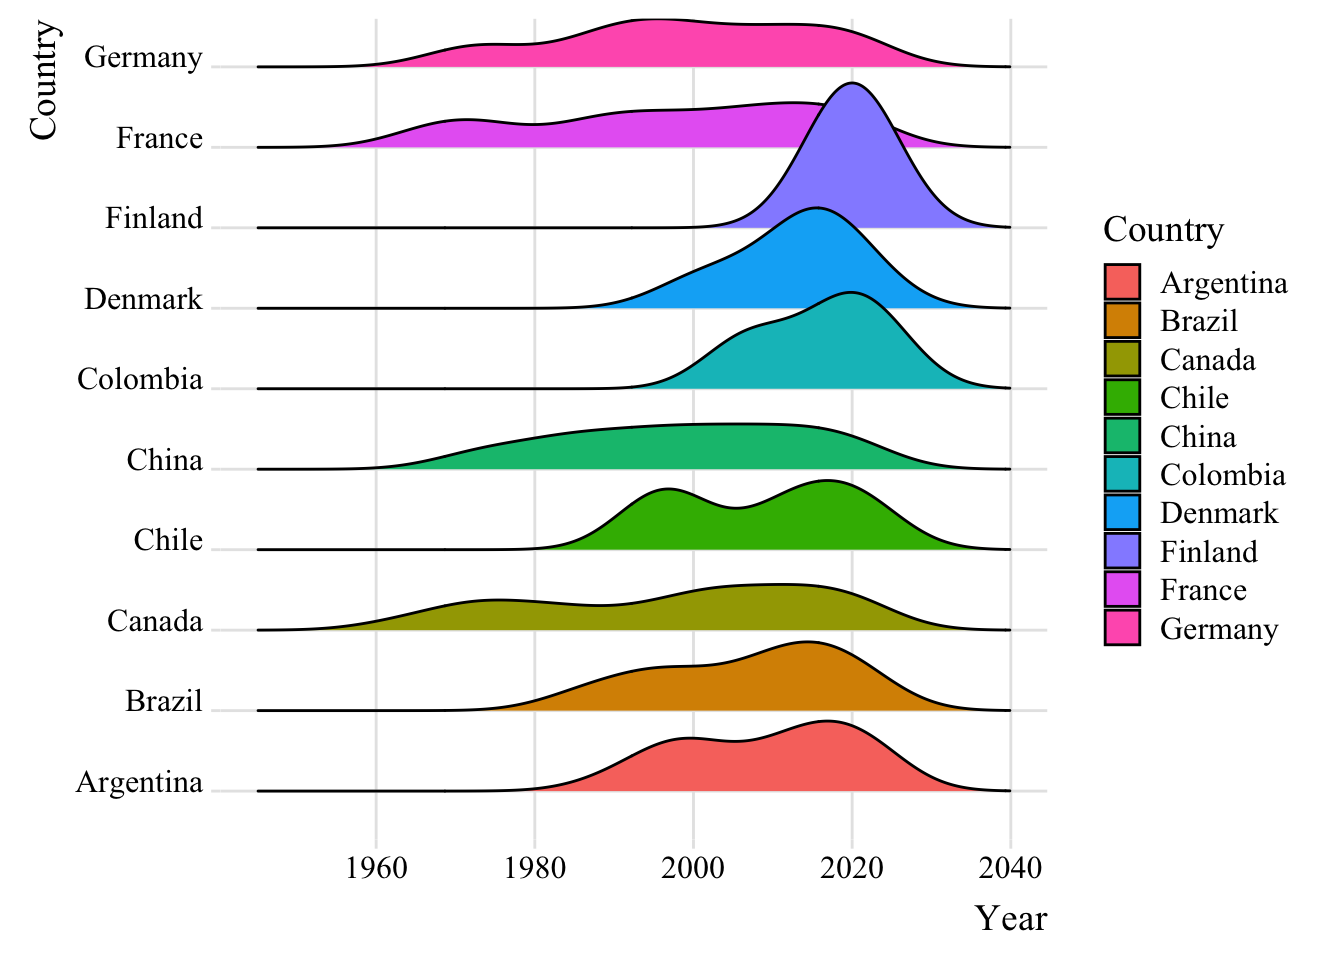 Country
Germany
France
Finland
Denmark
Colombia
China
Chile
Canada
Brazil
Argentina
1960 1980 2000 2020 2040
Year
Country
Argentina
Brazil
Canada
Chile
China
Colombia
Denmark
Finland
France
Germany